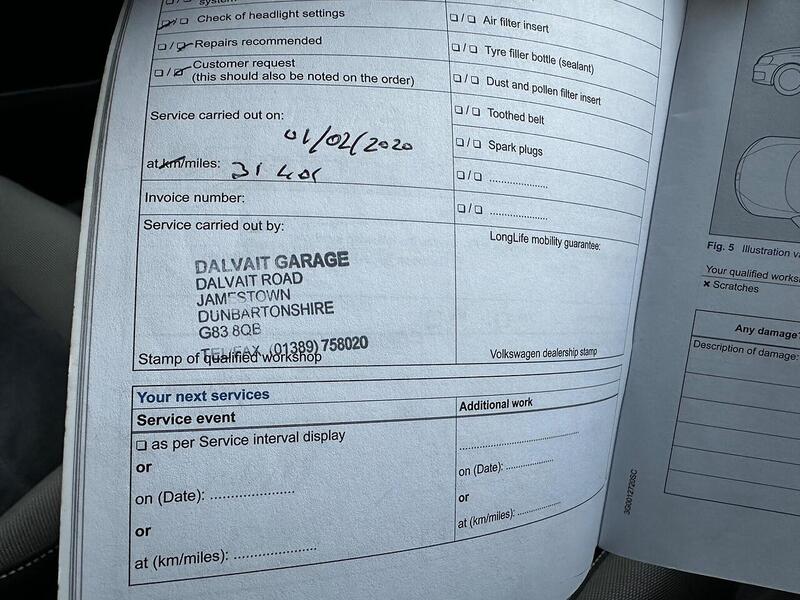 system
☐ / ☐ Check of headlight settings
☐ / ☐ Repairs recommended
☐ / ☐ Customer request
(this should also be noted on the order)
Service carried out on:
01/02/2020
at km/miles:
Invoice number:
Service carried out by:
DALVAIT GARAGE
DALVAIT ROAD
JAMESTOWN
DUNBARTONSHIRE
G83 8QB
TEL/FAX (01389) 758020
Stamp of qualified workshop
☐ / ☐ Air filter insert
☐ / ☐ Tyre filler bottle (sealant)
☐ / ☐ Dust and pollen filter insert
☐ / ☐ Toothed belt
☐ / ☐ Spark plugs
☐ / ☐ ....................
☐ / ☐ ....................
LongLife mobility guarantee:
Volkswagen dealership stamp
Your next services
Service event
☐ as per Service interval display
or
on (Date): ....................
or
at (km/miles): ....................
Additional work
....................
on (Date): ............
or
at (km/miles): ............
3G0012720SC
Fig. 5 Illustration
Your qualified
✗ Scratches
Any damage?
Description of damage: